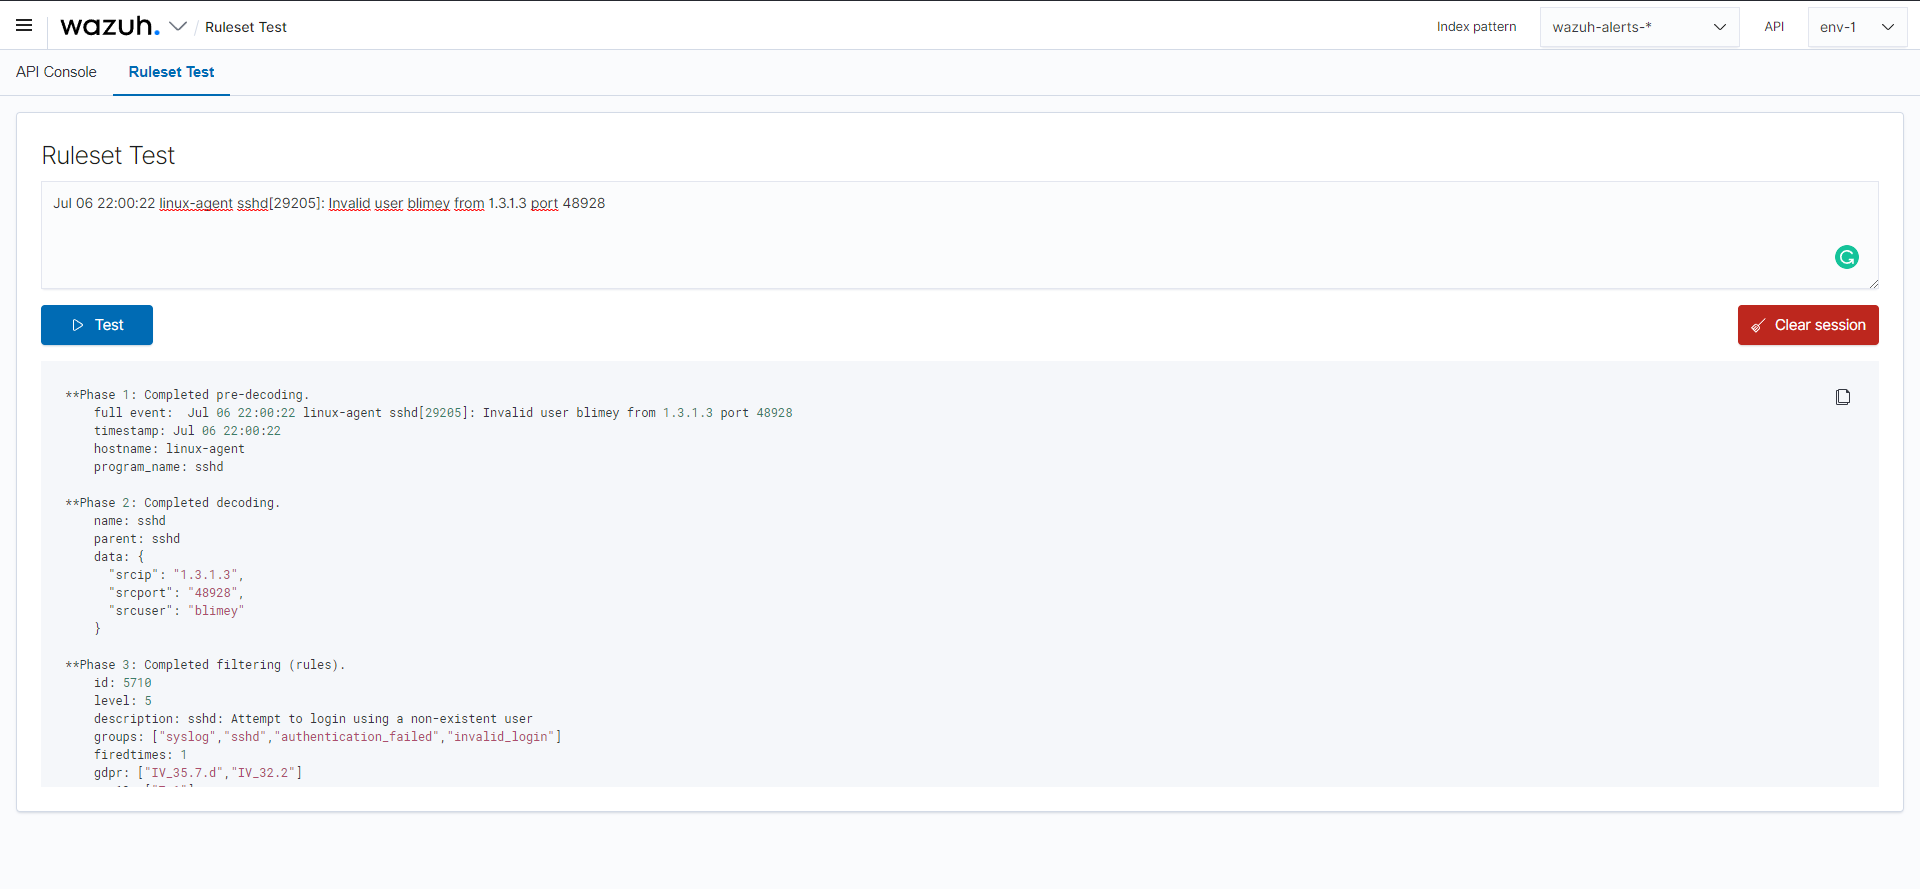 wazuh. / Ruleset Test Index pattern wazuh-alerts-* API env-1
API Console Ruleset Test
Ruleset Test
Jul 06 22:00:22 linux-agent sshd[29205]: Invalid user blimey from 1.3.1.3 port 48928
Test Clear session
**Phase 1: Completed pre-decoding.
full event:  Jul 06 22:00:22 linux-agent sshd[29205]: Invalid user blimey from 1.3.1.3 port 48928
timestamp: Jul 06 22:00:22
hostname: linux-agent
program_name: sshd
**Phase 2: Completed decoding.
name: sshd
parent: sshd
data: {
"srcip": "1.3.1.3",
"srcport": "48928",
"srcuser": "blimey"
}
**Phase 3: Completed filtering (rules).
id: 5710
level: 5
description: sshd: Attempt to login using a non-existent user
groups: ["syslog","sshd","authentication_failed","invalid_login"]
firedtimes: 1
gdpr: ["IV_35.7.d","IV_32.2"]